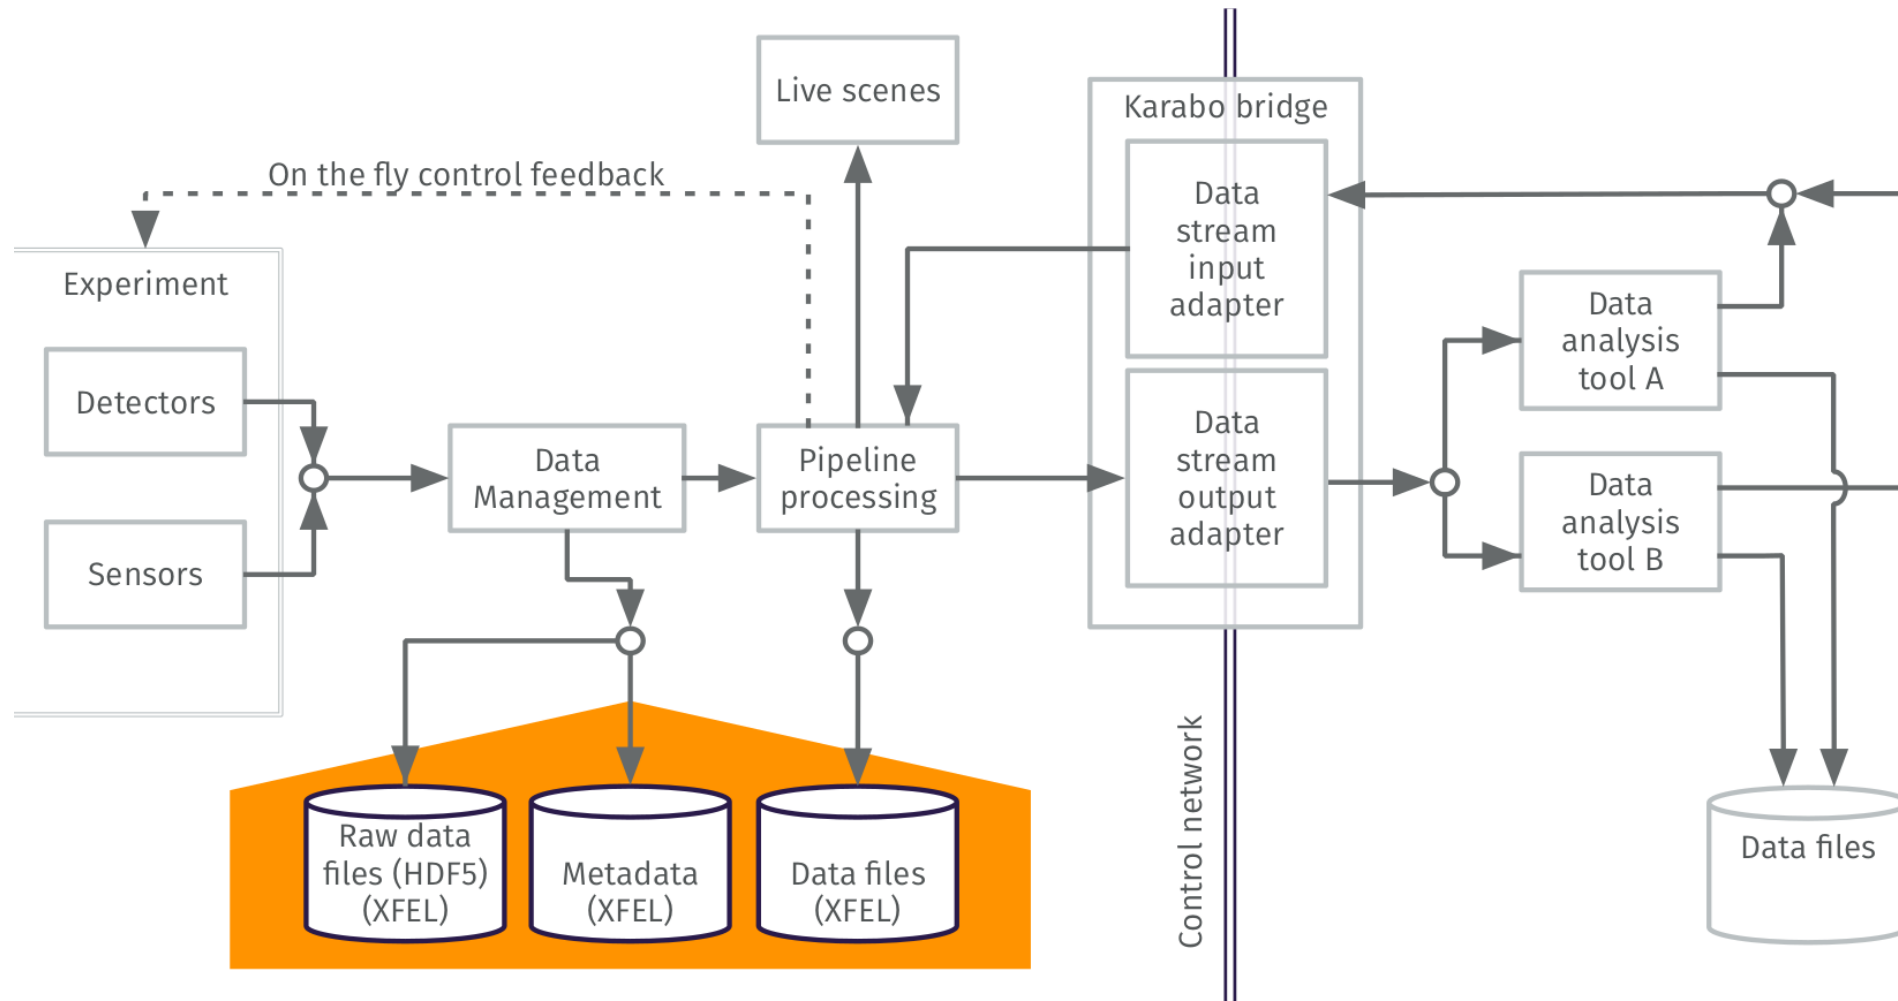 Live scenes
Karabo bridge
On the fly control feedback
Data
stream
input
adapter
Experiment
Detectors
Sensors
Data
Management
Pipeline
processing
Data
stream
output
adapter
Data
analysis
tool A
Data
analysis
tool B
Control network
Raw data
files (HDF5)
(XFEL)
Metadata
(XFEL)
Data files
(XFEL)
Data files